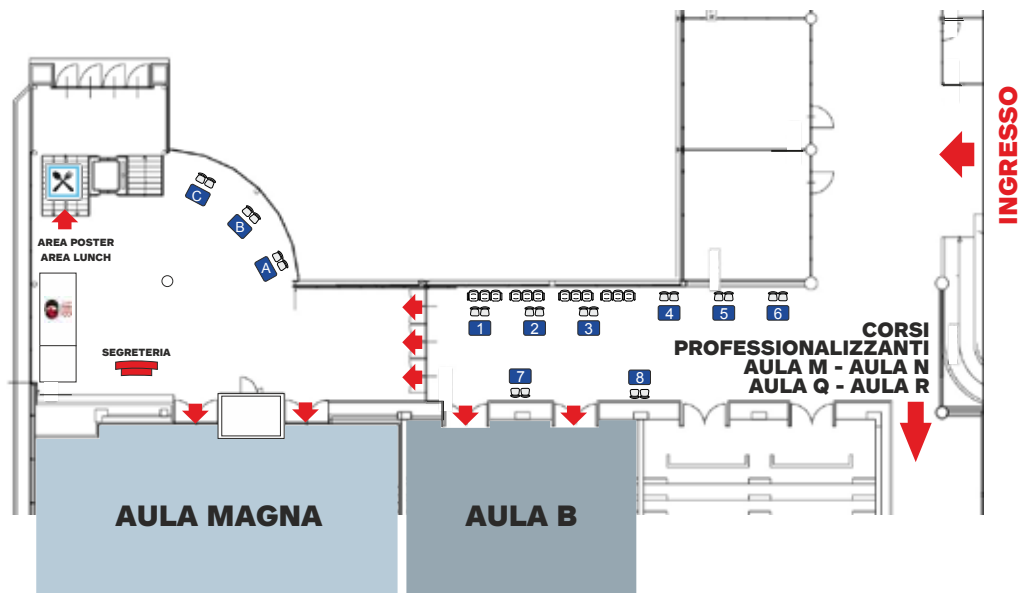 INGRESSO
C
B
A
AREA POSTER
AREA LUNCH
SEGRETERIA
1
2
3
4
5
6
7
8
CORSI
PROFESSIONALIZZANTI
AULA M - AULA N
AULA Q - AULA R
AULA MAGNA
AULA B